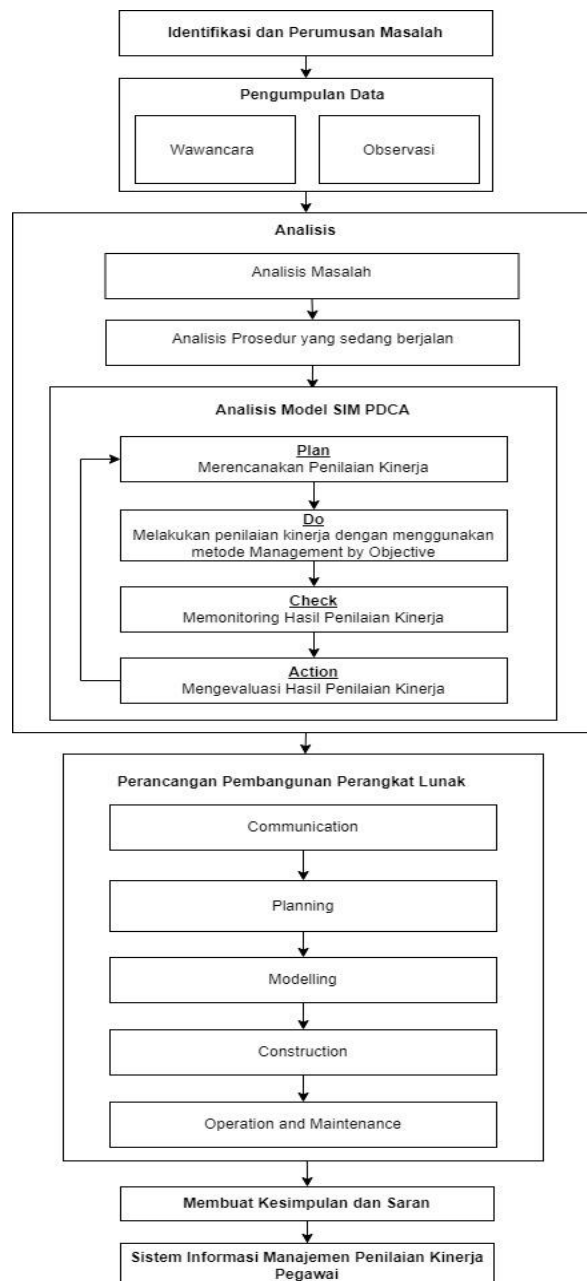 Identifikasi dan Perumusan Masalah
Pengumpulan Data
Wawancara
Observasi
Analisis
Analisis Masalah
Analisis Prosedur yang sedang berjalan
Analisis Model SIM PDCA
Plan
Merencanakan Penilaian Kinerja
Do
Melakukan penilaian kinerja dengan menggunakan
metode Management by Objective
Check
Memonitoring Hasil Penilaian Kinerja
Action
Mengevaluasi Hasil Penilaian Kinerja
Perancangan Pembangunan Perangkat Lunak
Communication
Planning
Modelling
Construction
Operation and Maintenance
Membuat Kesimpulan dan Saran
Sistem Informasi Manajemen Penilaian Kinerja
Pegawai